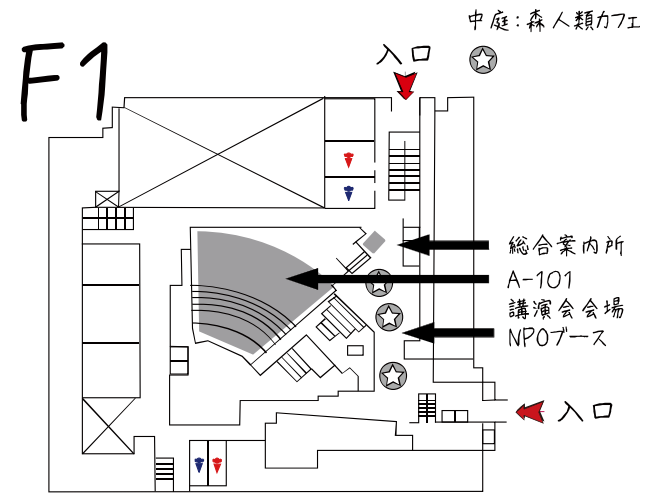 中庭:森人類カフェ
F1
入口
総合案内所
A-101
講演会会場
NPOブース
入口